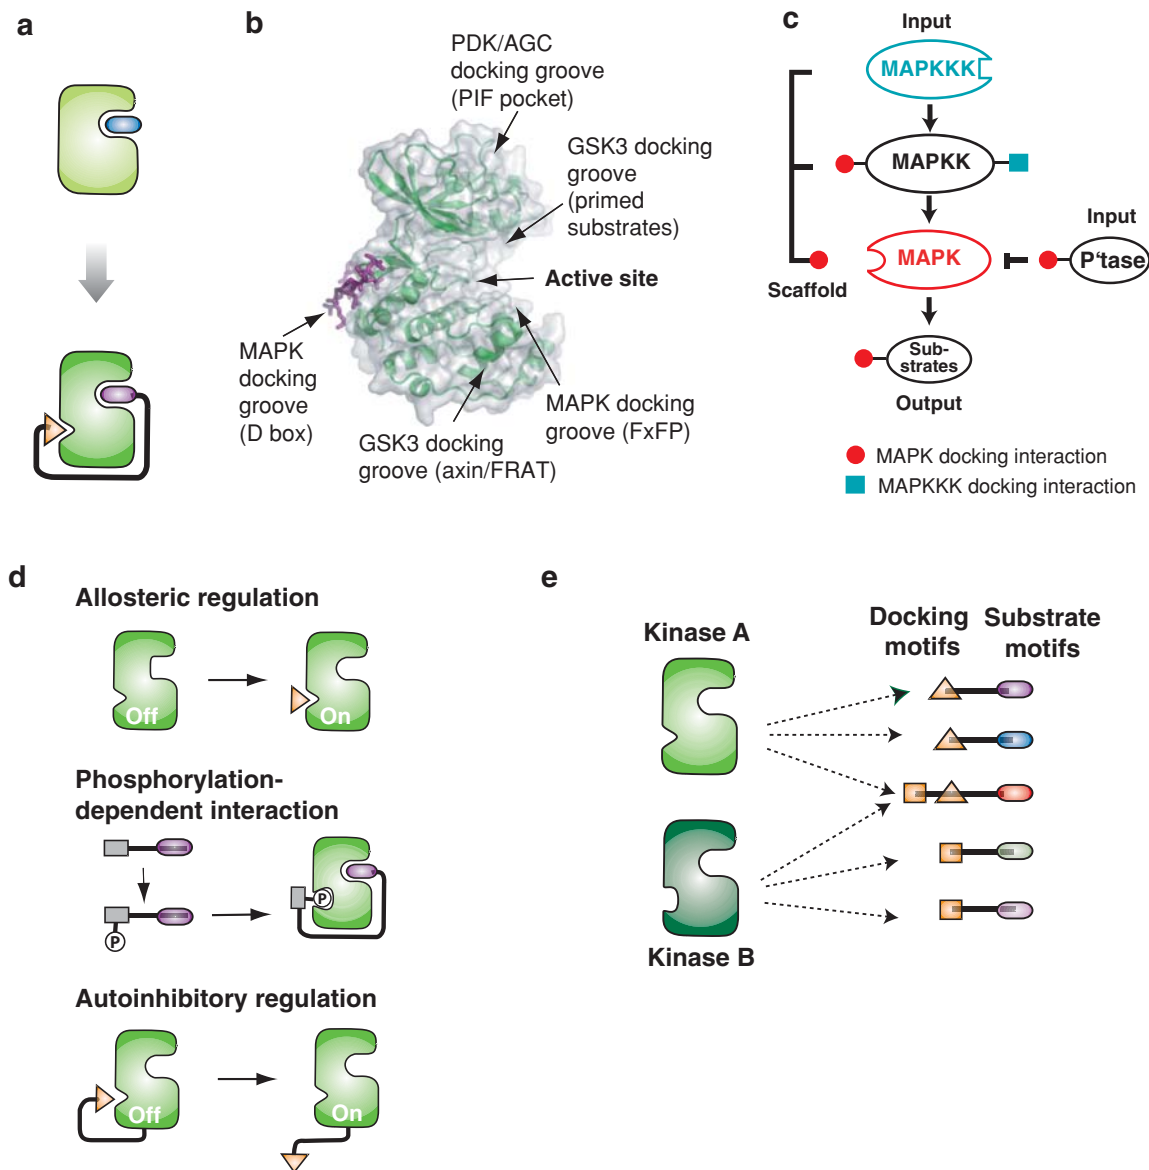 a
b
PDK/AGC
docking groove
(PIF pocket)
GSK3 docking
groove
(primed
substrates)
Active site
MAPK
docking
groove
(D box)
GSK3 docking
groove (axin/FRAT)
MAPK docking
groove (FxFP)
c
Input
MAPKKK
MAPKK
Input
MAPK
P'tase
Scaffold
Sub-
strates
Output
MAPK docking interaction
MAPKKK docking interaction
d
Allosteric regulation
Off
On
Phosphorylation-
dependent interaction
P
P
Autoinhibitory regulation
Off
On
e
Docking
motifs
Substrate
motifs
Kinase A
Kinase B